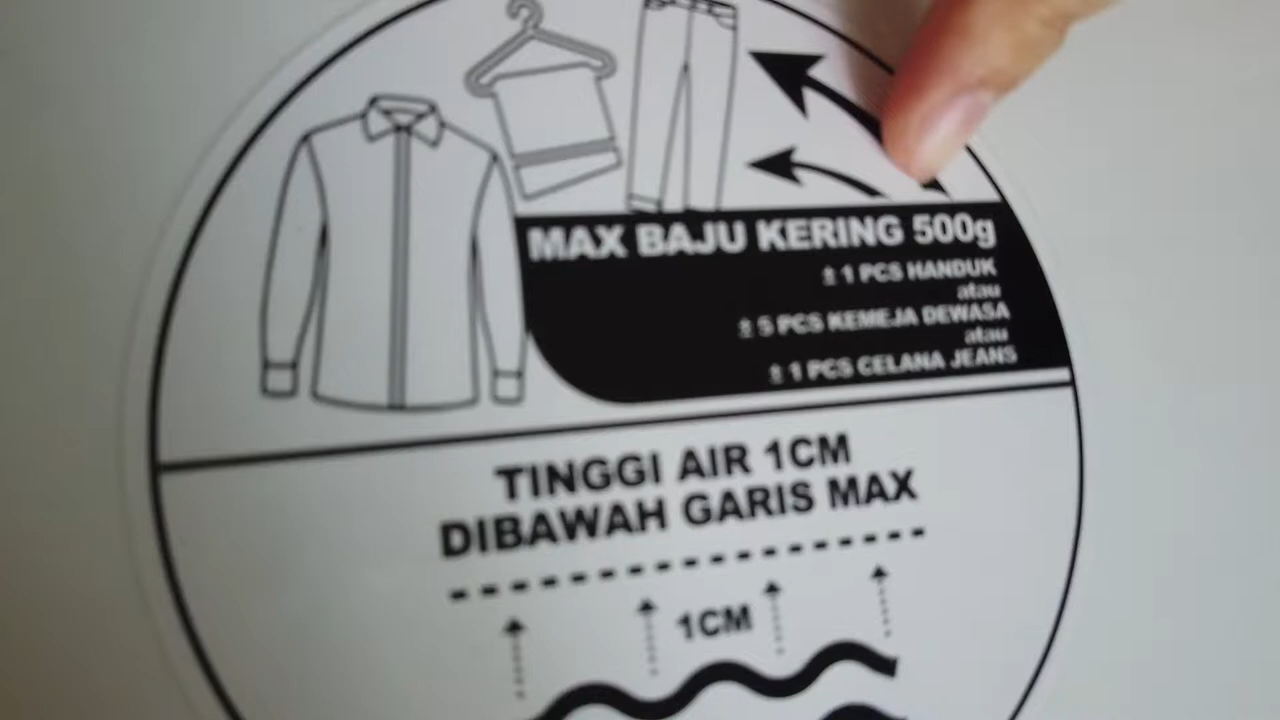 MAX BAJU KERING 500g
± 1 PCS HANDUK
atau
± 5 PCS KEMEJA DEWASA
atau
± 1 PCS CELANA JEANS
TINGGI AIR 1CM
DIBAWAH GARIS MAX
1CM